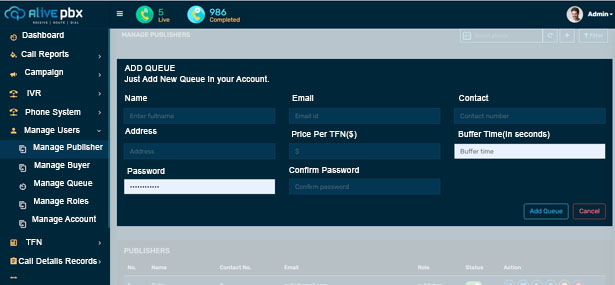 ALIVE pbx
RECEIVE | ROUTE | DIAL
5
Live
986
Completed
Admin
Dashboard
Call Reports
Campaign
IVR
Phone System
Manage Users
Manage Publisher
Manage Buyer
Manage Queue
Manage Roles
Manage Account
TFN
Call Details Records
MANAGE PUBLISHERS
Filter
ADD QUEUE
Just Add New Queue in your Account.
Name
Email
Contact
Enter fullname
Email id
Contact number
Address
Price Per TFN($)
Buffer Time(in seconds)
Address
$
Buffer time
Password
Confirm Password
••••••••••••
Confirm password
Add Queue
Cancel
PUBLISHERS
No.
Name
Contact No.
Email
Role
Status
Action